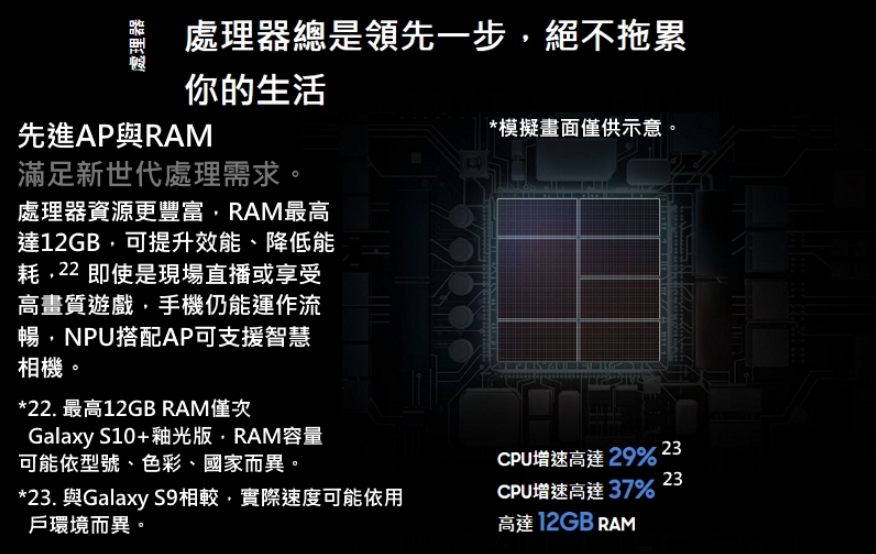 處理器
處理器總是領先一步，絕不拖累
你的生活
先進AP與RAM
滿足新世代處理需求。
處理器資源更豐富，RAM最高
達12GB，可提升效能、降低能
耗，22 即使是現場直播或享受
高畫質遊戲，手機仍能運作流
暢，NPU搭配AP可支援智慧
相機。
*22. 最高12GB RAM僅次
Galaxy S10+釉光版，RAM容量
可能依型號、色彩、國家而異。
*23. 與Galaxy S9相較，實際速度可能依用
戶環境而異。
*模擬畫面僅供示意。
CPU增速高達 29% 23
CPU增速高達 37% 23
高達 12GB RAM